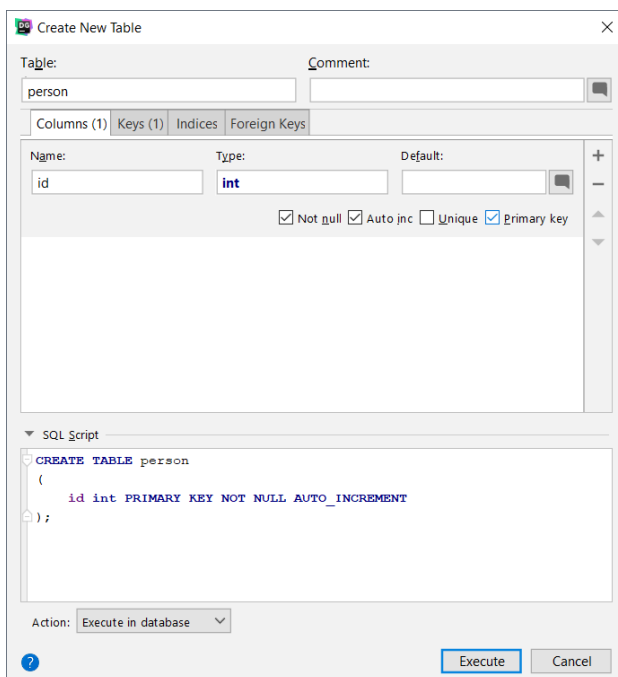 DG Create New Table
Table: Comment:
person
Columns (1) Keys (1) Indices Foreign Keys
Name: Type: Default:
id int
Not null Auto inc Unique Primary key
SQL Script
CREATE TABLE person
(
id int PRIMARY KEY NOT NULL AUTO_INCREMENT
);
Action: Execute in database
? Execute Cancel